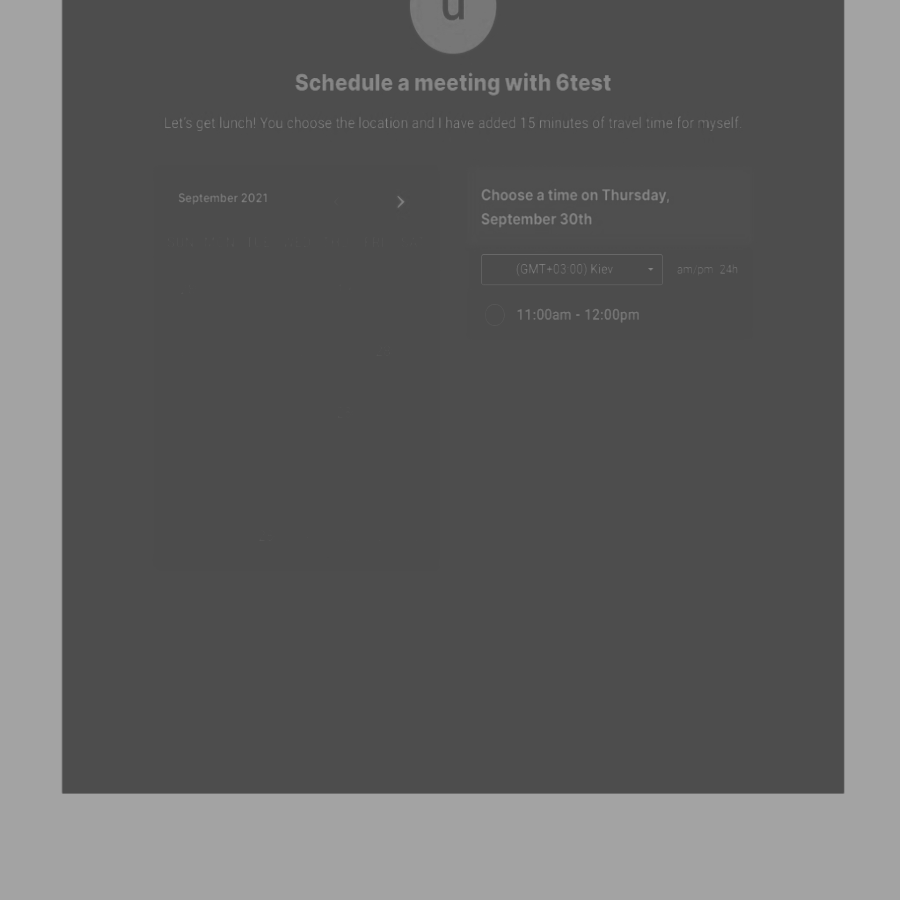 u
Schedule a meeting with 6test
Let's get lunch! You choose the location and I have added 15 minutes of travel time for myself.
September 2021
Choose a time on Thursday,
September 30th
(GMT+03:00) Kiev
am/pm 24h
11:00am - 12:00pm